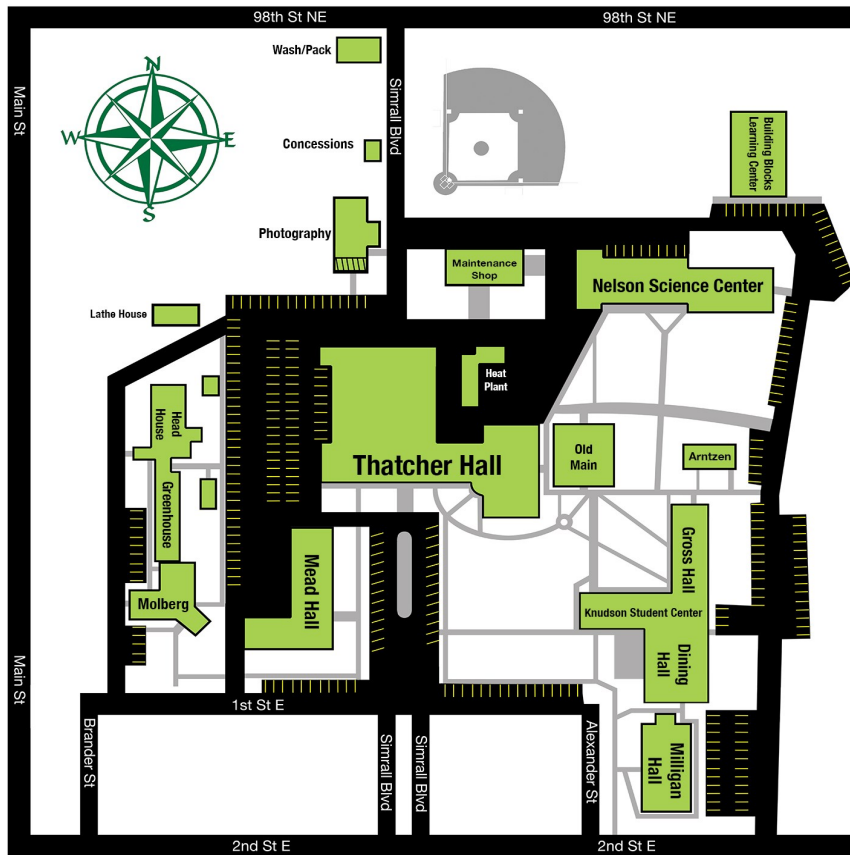 98th St NE
98th St NE
Wash/Pack
Main St
Simrall Blvd
N
W
E
S
Concessions
Building Blocks
Learning Center
Photography
Maintenance
Shop
Nelson Science Center
Lathe House
Heat
Plant
Head
House
Thatcher Hall
Old
Main
Arntzen
Greenhouse
Gross Hall
Mead Hall
Molberg
Knudson Student Center
Dining
Hall
Main St
1st St E
Brander St
Simrall Blvd
Simrall Blvd
Alexander St
Milligan
Hall
2nd St E
2nd St E